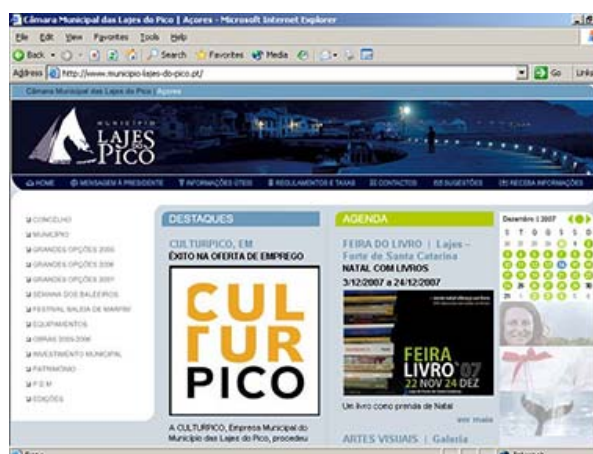 Câmara Municipal das Lajes do Pico | Açores - Microsoft Internet Explorer
File Edit View Favorites Tools Help
Back Search Favorites Media
Address http://www.municipio-lajes-do-pico.pt/ Go Links
Câmara Municipal das Lajes do Pico | Açores
MUNICÍPIO
LAJES
DO
PICO
HOME MENSAGEM À PRESIDENTE INFORMAÇÕES ÚTEIS REGULAMENTOS E TAXAS CONTACTOS SUGESTÕES RECEBA INFORMAÇÕES
CONCELHO
MUNICÍPIO
GRANDES OPÇÕES 2005
GRANDES OPÇÕES 2006
GRANDES OPÇÕES 2007
SEMANA DOS BALEEIROS
FESTIVAL BALEIA DE MARFIM
EQUIPAMENTOS
OBRAS 2005-2006
INVESTIMENTO MUNICIPAL
PATRIMÓNIO
P D M
EDIÇÕES
DESTAQUES
CULTURPICO, EM
ÊXITO NA OFERTA DE EMPREGO
CUL
TUR
PICO
A CULTURPICO, Empresa Municipal do
Município das Lajes do Pico, procedeu
AGENDA
FEIRA DO LIVRO | Lajes -
Forte de Santa Catarina
NATAL COM LIVROS
3/12/2007 a 24/12/2007
FEIRA
LIVRO'07
22 NOV 24 DEZ
Um livro como prenda de Natal
ver mais
ARTES VISUAIS | Galeria
Dezembro | 2007
S T Q Q S S D